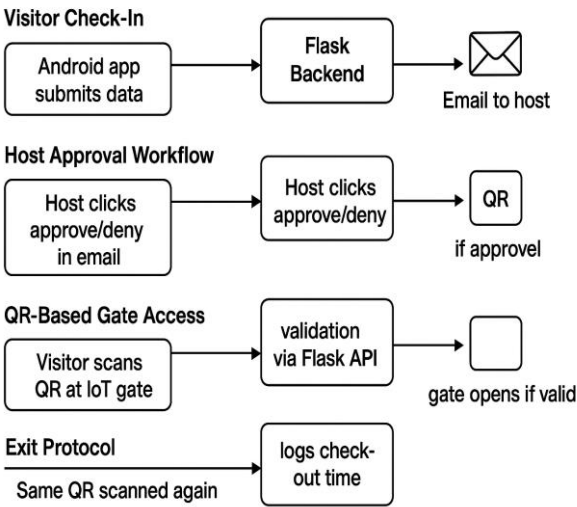 Visitor Check-In
Android app
submits data
Flask
Backend
Email to host
Host Approval Workflow
Host clicks
approve/deny
in email
Host clicks
approve/deny
QR
if approvel
QR-Based Gate Access
Visitor scans
QR at IoT gate
validation
via Flask API
gate opens if valid
Exit Protocol
Same QR scanned again
logs check-
out time